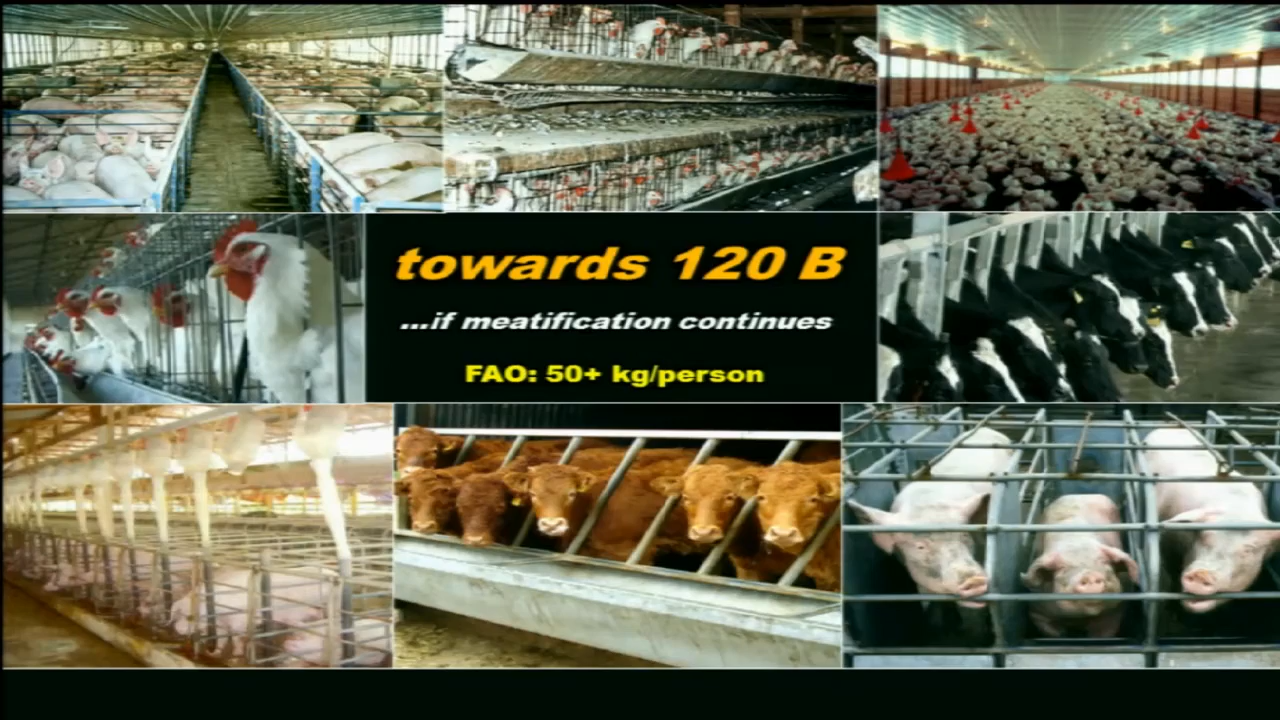 towards 120 B
...if meatification continues
FAO: 50+ kg/person